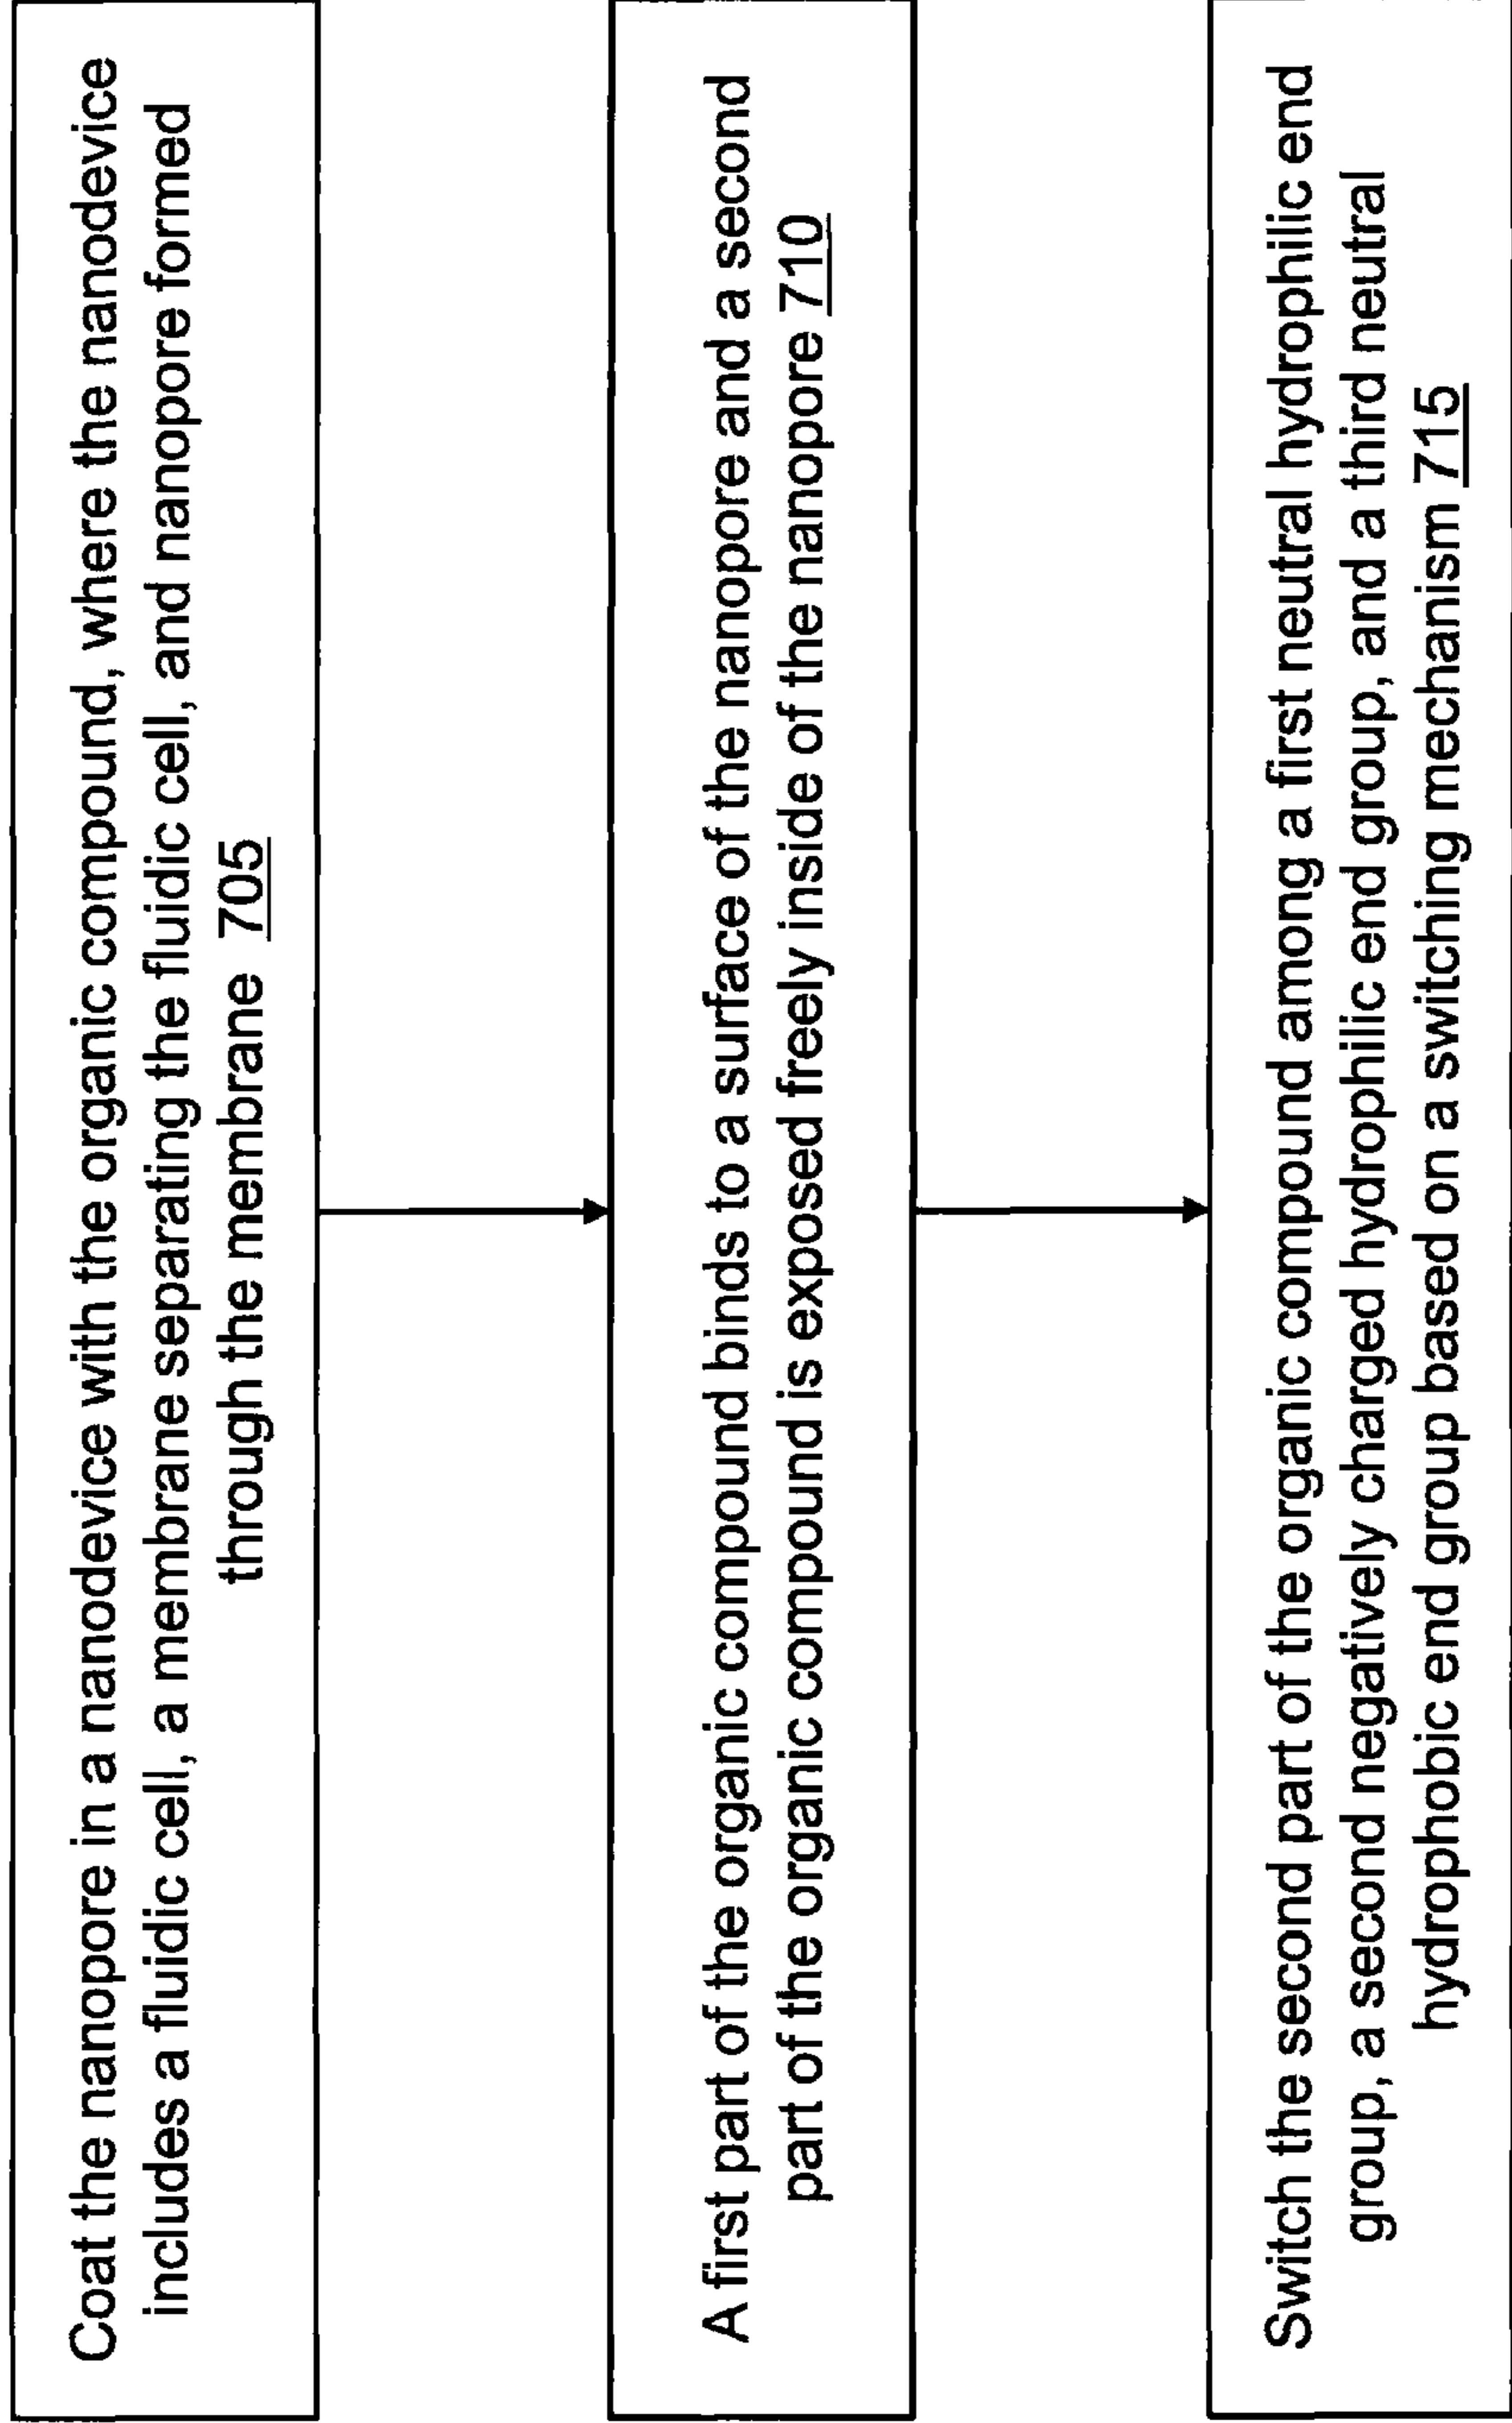 Coat the nanopore in a nanodevice with the organic compound, where the nanodevice
includes a fluidic cell, a membrane separating the fluidic cell, and nanopore formed
through the membrane 705
A first part of the organic compound binds to a surface of the nanopore and a second
part of the organic compound is exposed freely inside of the nanopore 710
Switch the second part of the organic compound among a first neutral hydrophilic end
group, a second negatively charged hydrophilic end group, and a third neutral
hydrophobic end group based on a switching mechanism 715